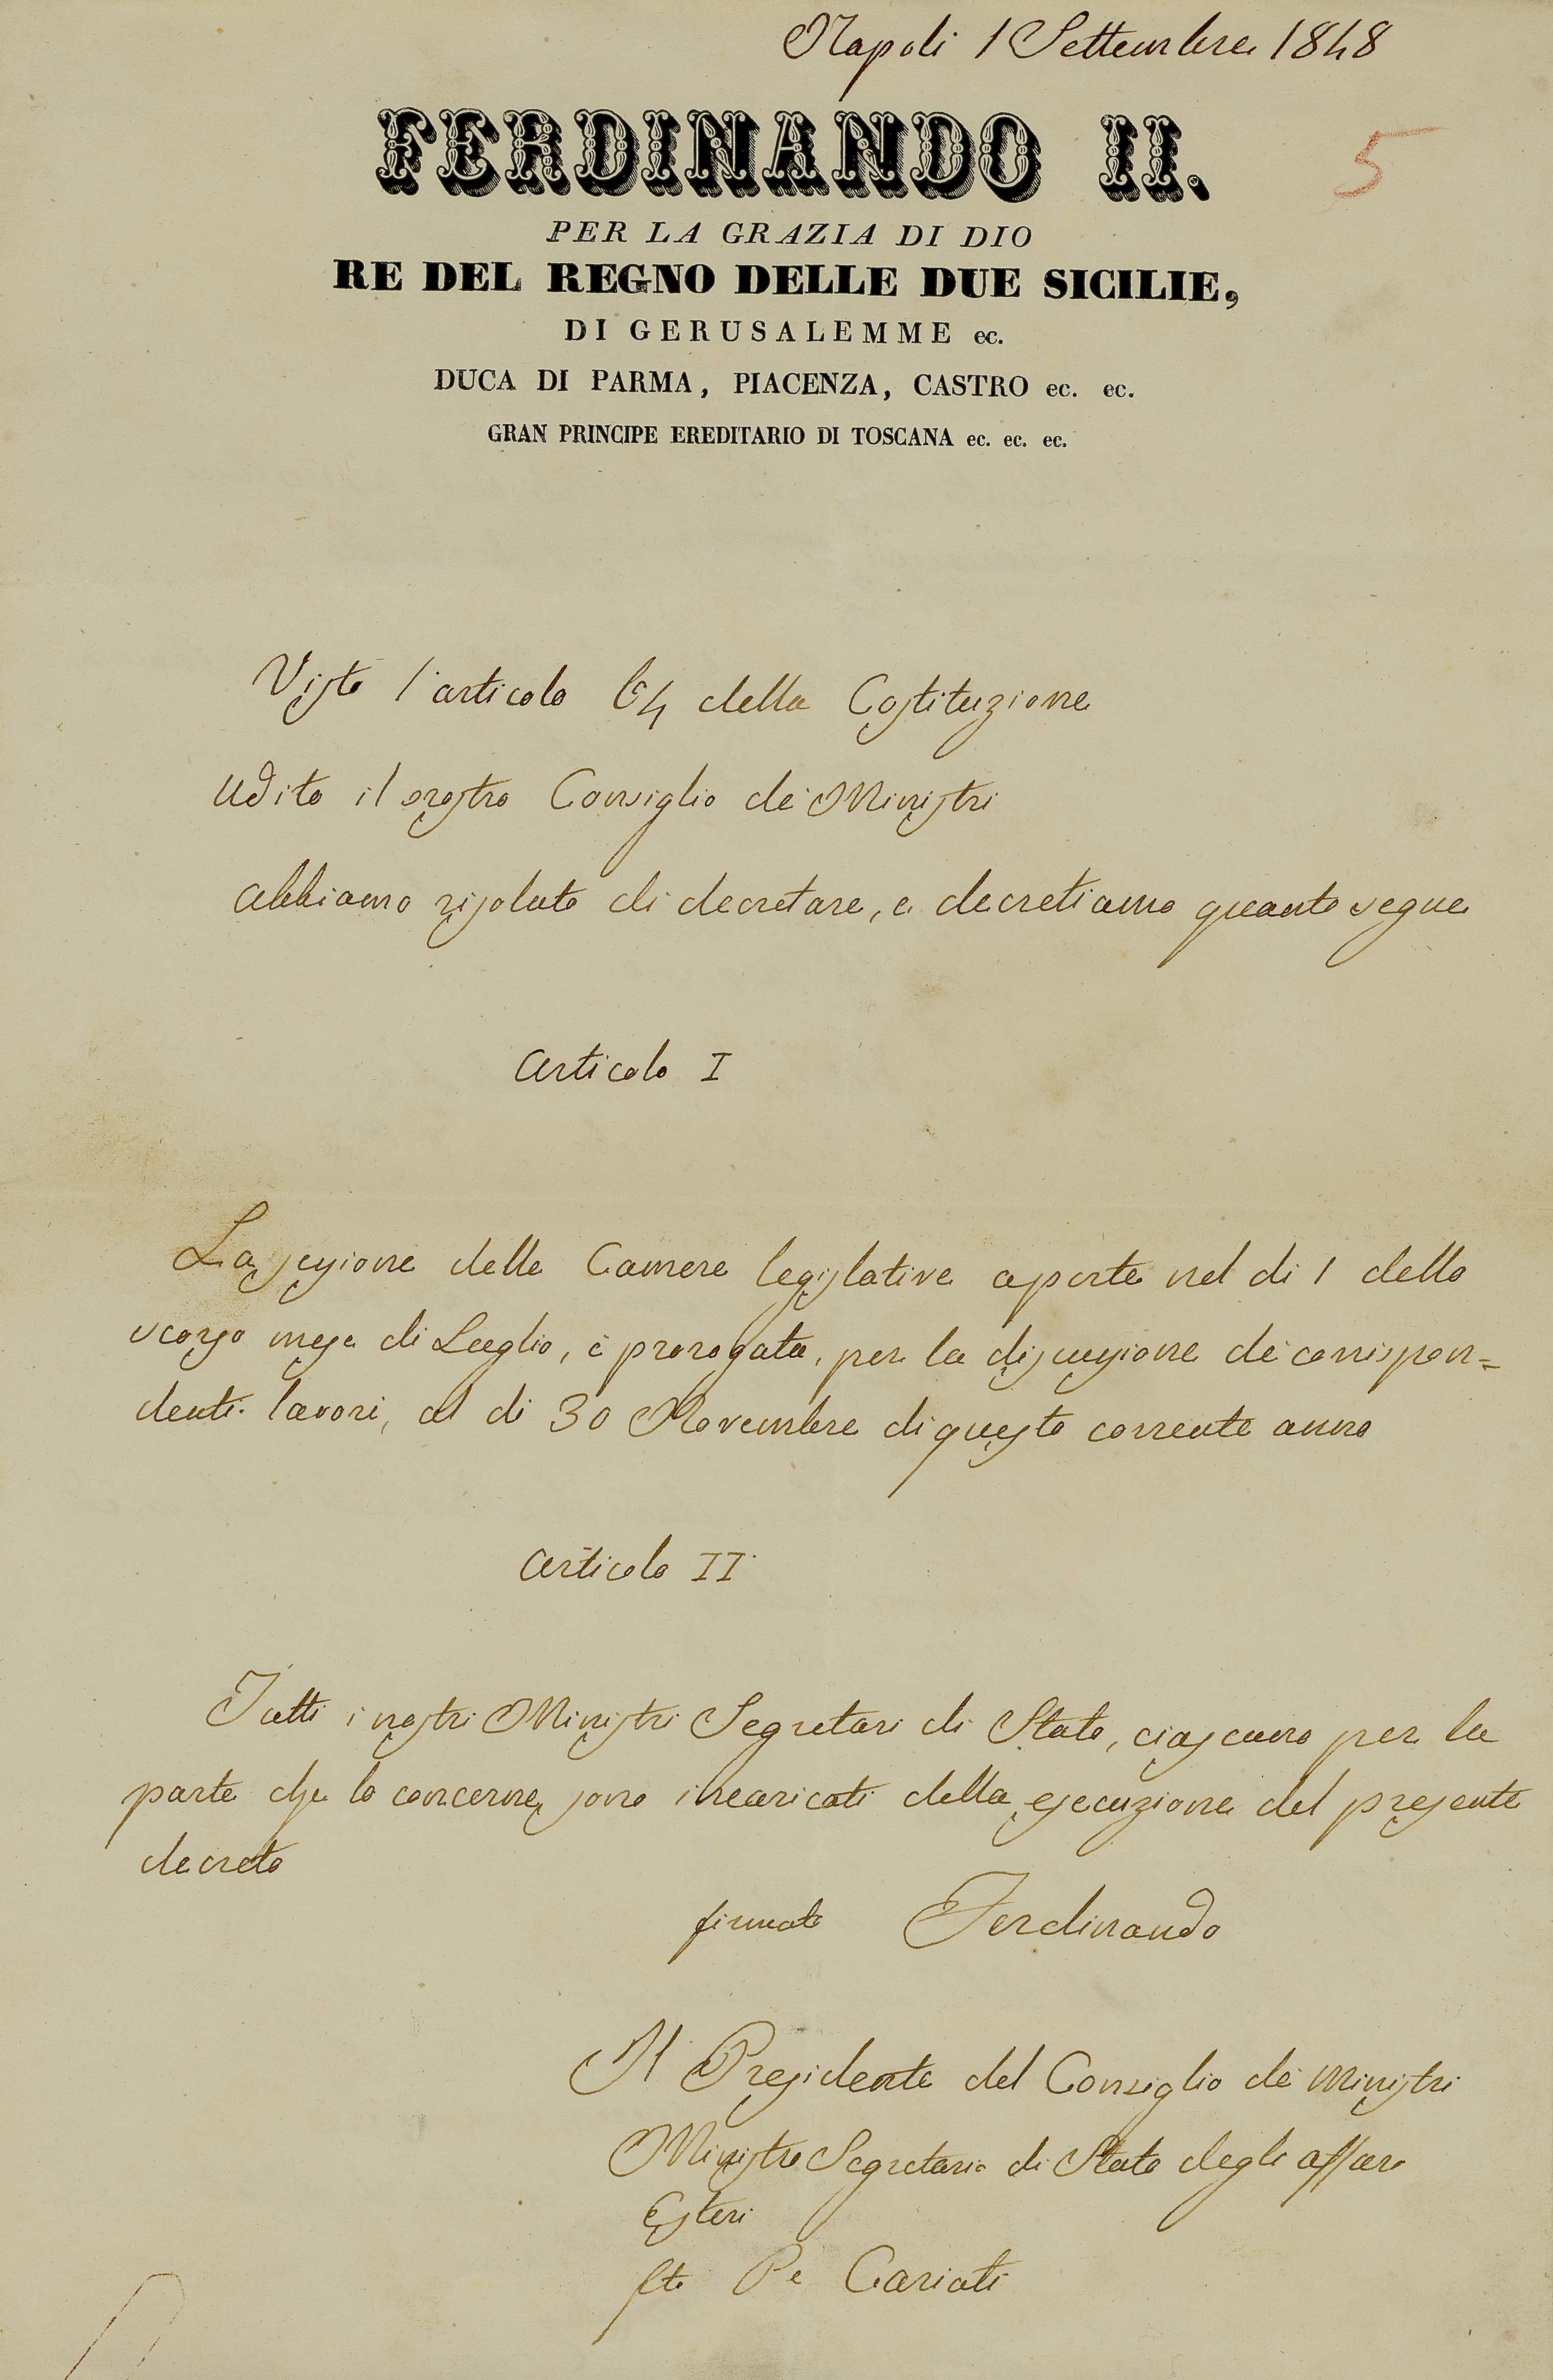 Napoli 1 Settembre 1848
FERDINANDO II.
5
PER LA GRAZIA DI DIO
RE DEL REGNO DELLE DUE SICILIE,
DI GERUSALEMME ec.
DUCA DI PARMA, PIACENZA, CASTRO ec. ec.
GRAN PRINCIPE EREDITARIO DI TOSCANA ec. ec. ec.
Visto l'articolo 64 della Costituzione
Udito il nostro Consiglio de' Ministri
abbiamo risoluto di decretare, e decretiamo quanto segue
Articolo I
La sessione delle Camere legislative aperte nel di 1 dello
scorso mese di Luglio, è prorogata, per la discussione de' corrispon=
denti lavori, al di 30 Novembre di questo corrente anno
Articolo II
Tutti i nostri Ministri Segretari di Stato, ciascuno per la
parte che lo concerne, sono incaricati della esecuzione del presente
decreto
firmato Ferdinando
Il Presidente del Consiglio de' Ministri
Ministro Segretario di Stato degli affari
Esteri
fto Pe Cariati